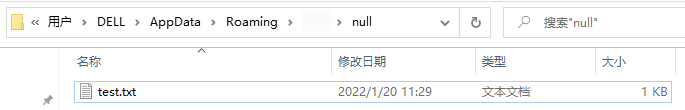 « 用户 > DELL > AppData > Roaming > > null
搜索"null"
名称 修改日期 类型 大小
test.txt 2022/1/20 11:29 文本文档 1 KB